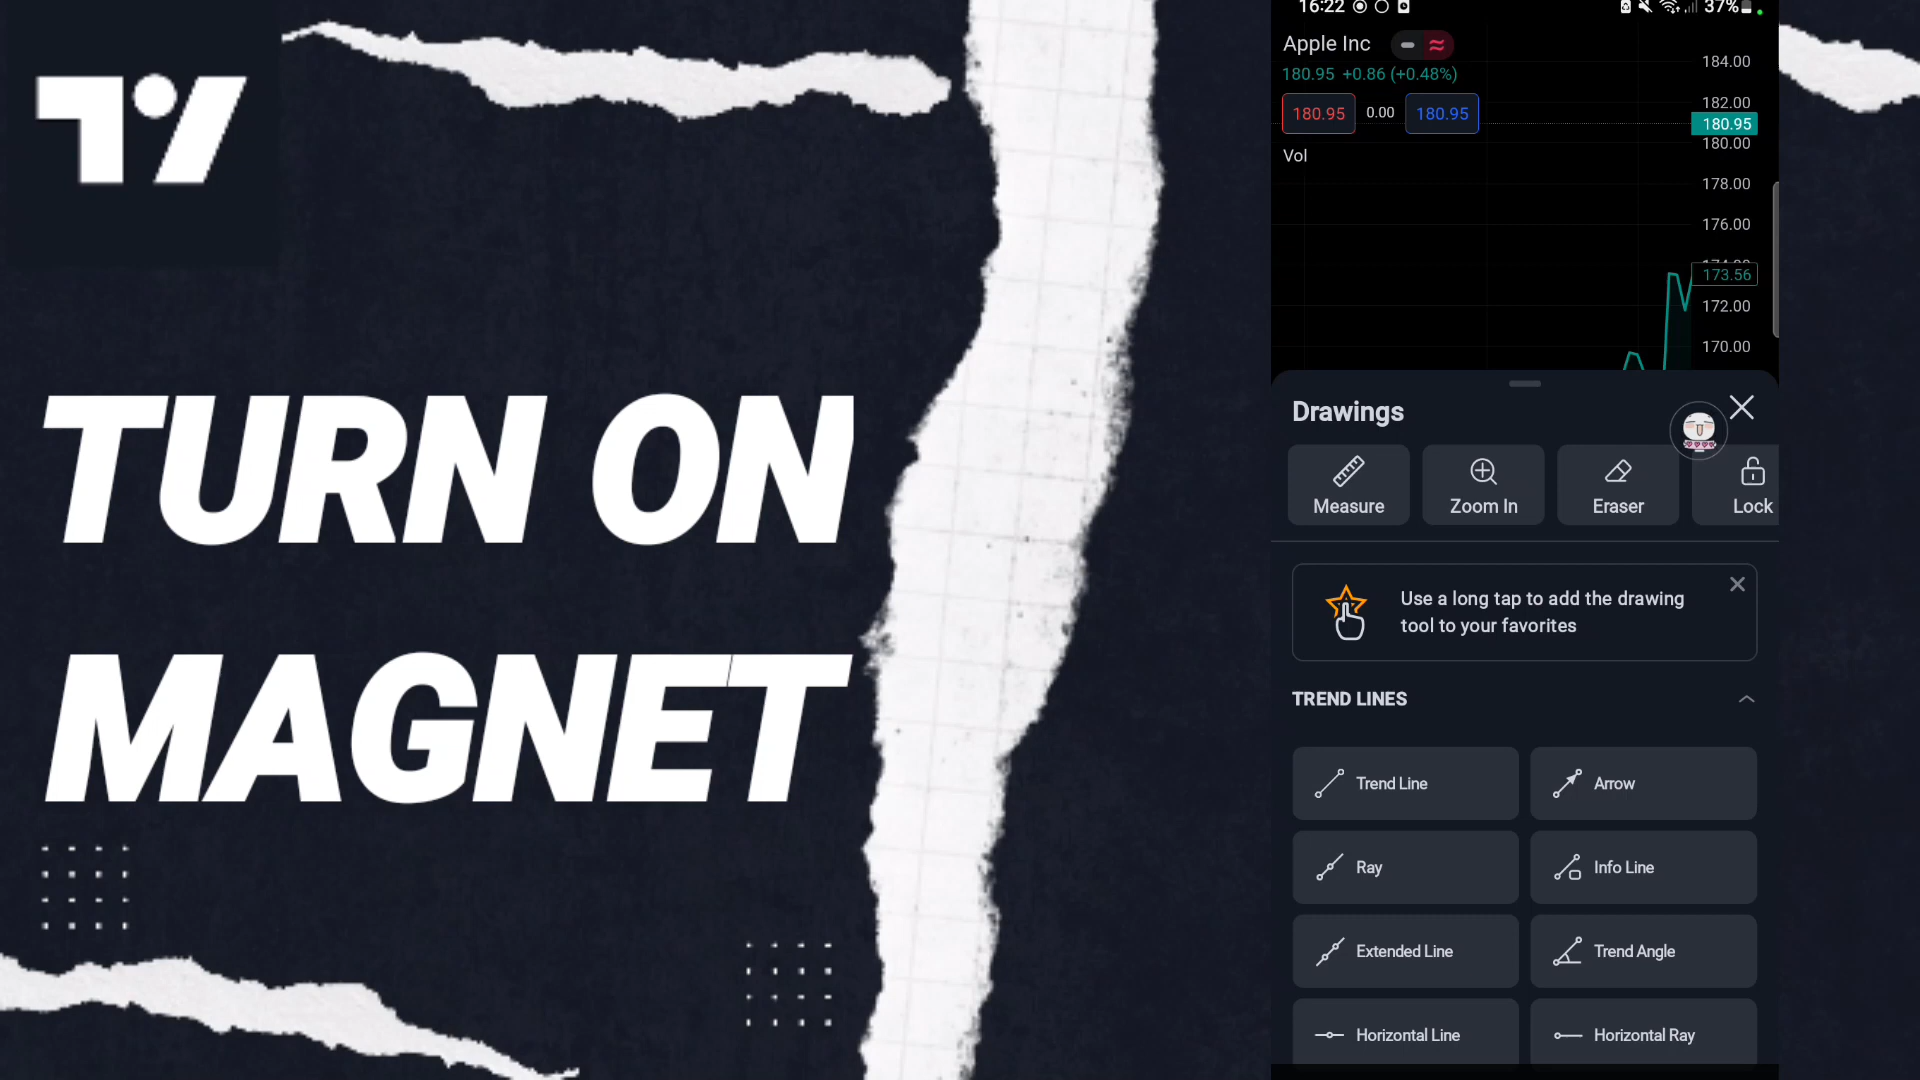 TURN ON
MAGNET
16:22
37%
Apple Inc
180.95 +0.86 (+0.48%)
180.95 0.00 180.95
Vol
184.00
182.00
180.95
180.00
178.00
176.00
173.56
172.00
170.00
Drawings
Measure
Zoom In
Eraser
Lock
Use a long tap to add the drawing
tool to your favorites
TREND LINES
Trend Line
Arrow
Ray
Info Line
Extended Line
Trend Angle
Horizontal Line
Horizontal Ray